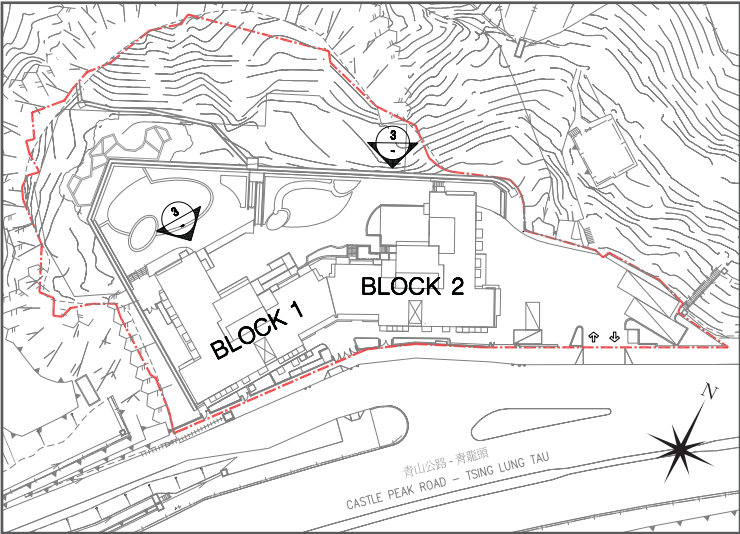 3
-
3
-
BLOCK 2
BLOCK 1
N
青山公路 - 青龍頭
CASTLE PEAK ROAD - TSING LUNG TAU